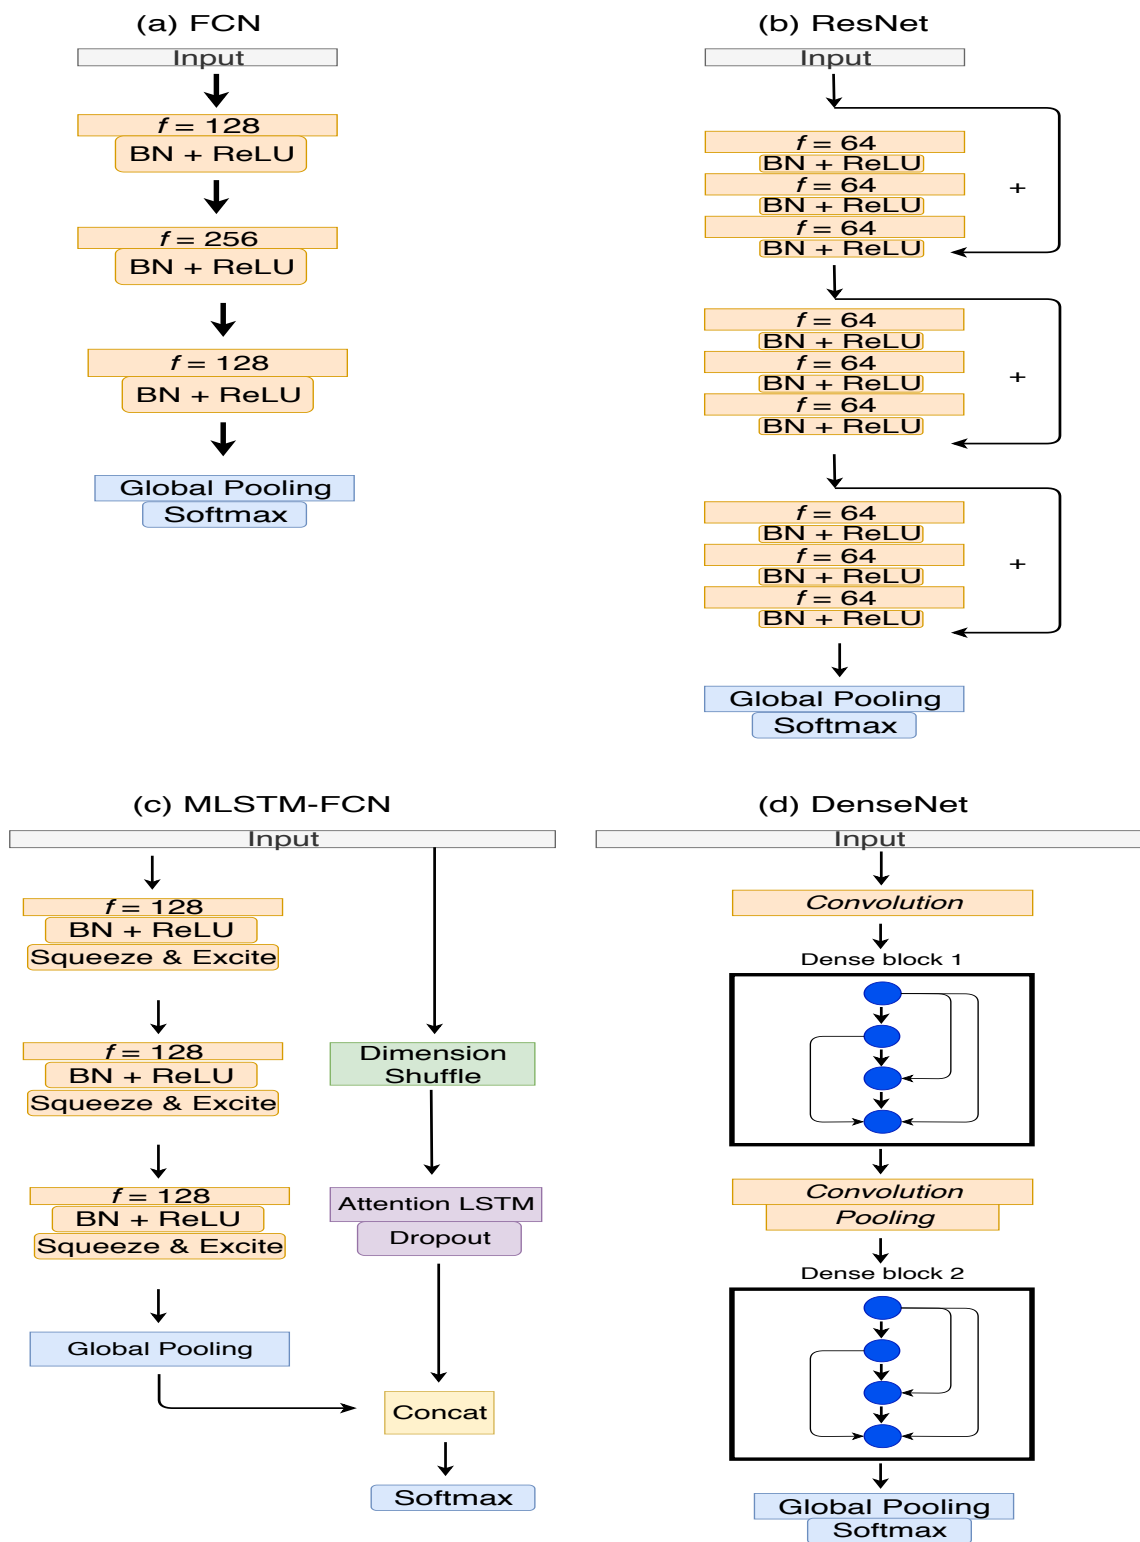 (a) FCN
Input
f = 128
BN + ReLU
f = 256
BN + ReLU
f = 128
BN + ReLU
Global Pooling
Softmax
(b) ResNet
Input
f = 64
BN + ReLU
f = 64
BN + ReLU
f = 64
BN + ReLU
+
f = 64
BN + ReLU
f = 64
BN + ReLU
f = 64
BN + ReLU
+
f = 64
BN + ReLU
f = 64
BN + ReLU
f = 64
BN + ReLU
+
Global Pooling
Softmax
(c) MLSTM-FCN
Input
f = 128
BN + ReLU
Squeeze & Excite
f = 128
BN + ReLU
Squeeze & Excite
f = 128
BN + ReLU
Squeeze & Excite
Global Pooling
Dimension
Shuffle
Attention LSTM
Dropout
Concat
Softmax
(d) DenseNet
Input
Convolution
Dense block 1
Convolution
Pooling
Dense block 2
Global Pooling
Softmax